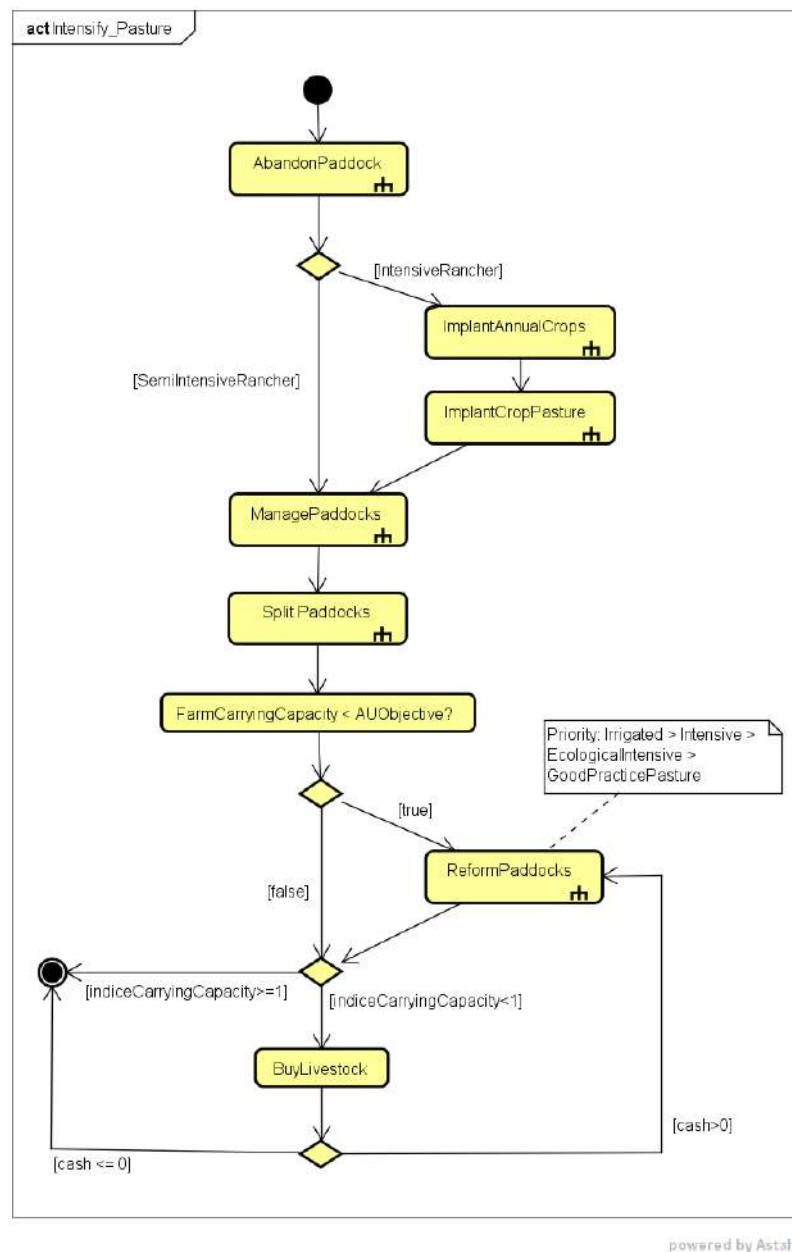 act Intensify_Pasture
AbandonPaddock
[IntensiveRancher]
ImplantAnnualCrops
[SemiIntensiveRancher]
ImplantCropPasture
ManagePaddocks
Split Paddocks
FarmCarryingCapacity < AUObjective?
Priority: Irrigated > Intensive >
EcologicalIntensive >
GoodPracticePasture
[true]
ReformPaddocks
[false]
[indiceCarryingCapacity>=1]
[indiceCarryingCapacity<1]
BuyLivestock
[cash>0]
[cash <= 0]
powered by Astah